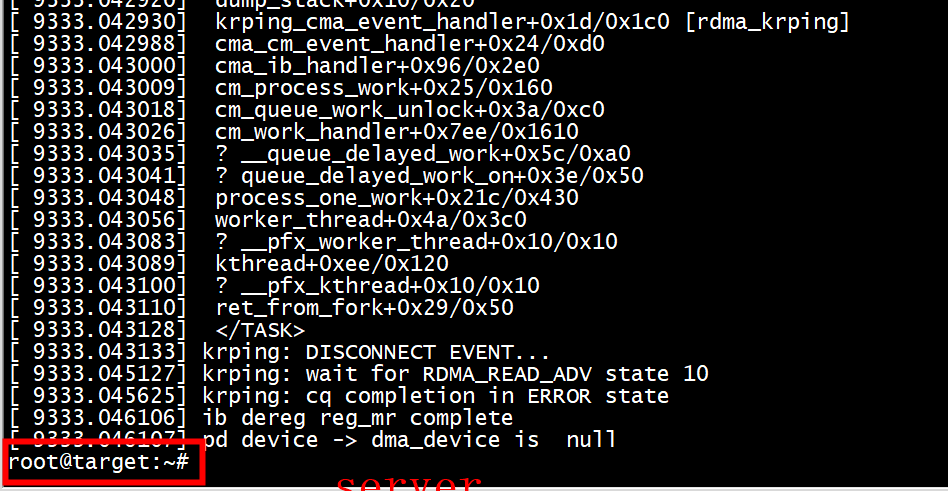 [ 9333.042920]  dump_stack+0x10/0x20
[ 9333.042930]  krping_cma_event_handler+0x1d/0x1c0 [rdma_krping]
[ 9333.042988]  cma_cm_event_handler+0x24/0xd0
[ 9333.043000]  cma_ib_handler+0x96/0x2e0
[ 9333.043009]  cm_process_work+0x25/0x160
[ 9333.043018]  cm_queue_work_unlock+0x3a/0xc0
[ 9333.043026]  cm_work_handler+0x7ee/0x1610
[ 9333.043035]  ? __queue_delayed_work+0x5c/0xa0
[ 9333.043041]  ? queue_delayed_work_on+0x3e/0x50
[ 9333.043048]  process_one_work+0x21c/0x430
[ 9333.043056]  worker_thread+0x4a/0x3c0
[ 9333.043083]  ? __pfx_worker_thread+0x10/0x10
[ 9333.043089]  kthread+0xee/0x120
[ 9333.043100]  ? __pfx_kthread+0x10/0x10
[ 9333.043110]  ret_from_fork+0x29/0x50
[ 9333.043128]  </TASK>
[ 9333.043133] krping: DISCONNECT EVENT...
[ 9333.045127] krping: wait for RDMA_READ_ADV state 10
[ 9333.045625] krping: cq completion in ERROR state
[ 9333.046106] ib dereg reg_mr complete
[ 9333.046107] pd device -> dma_device is  null
root@target:~#
server